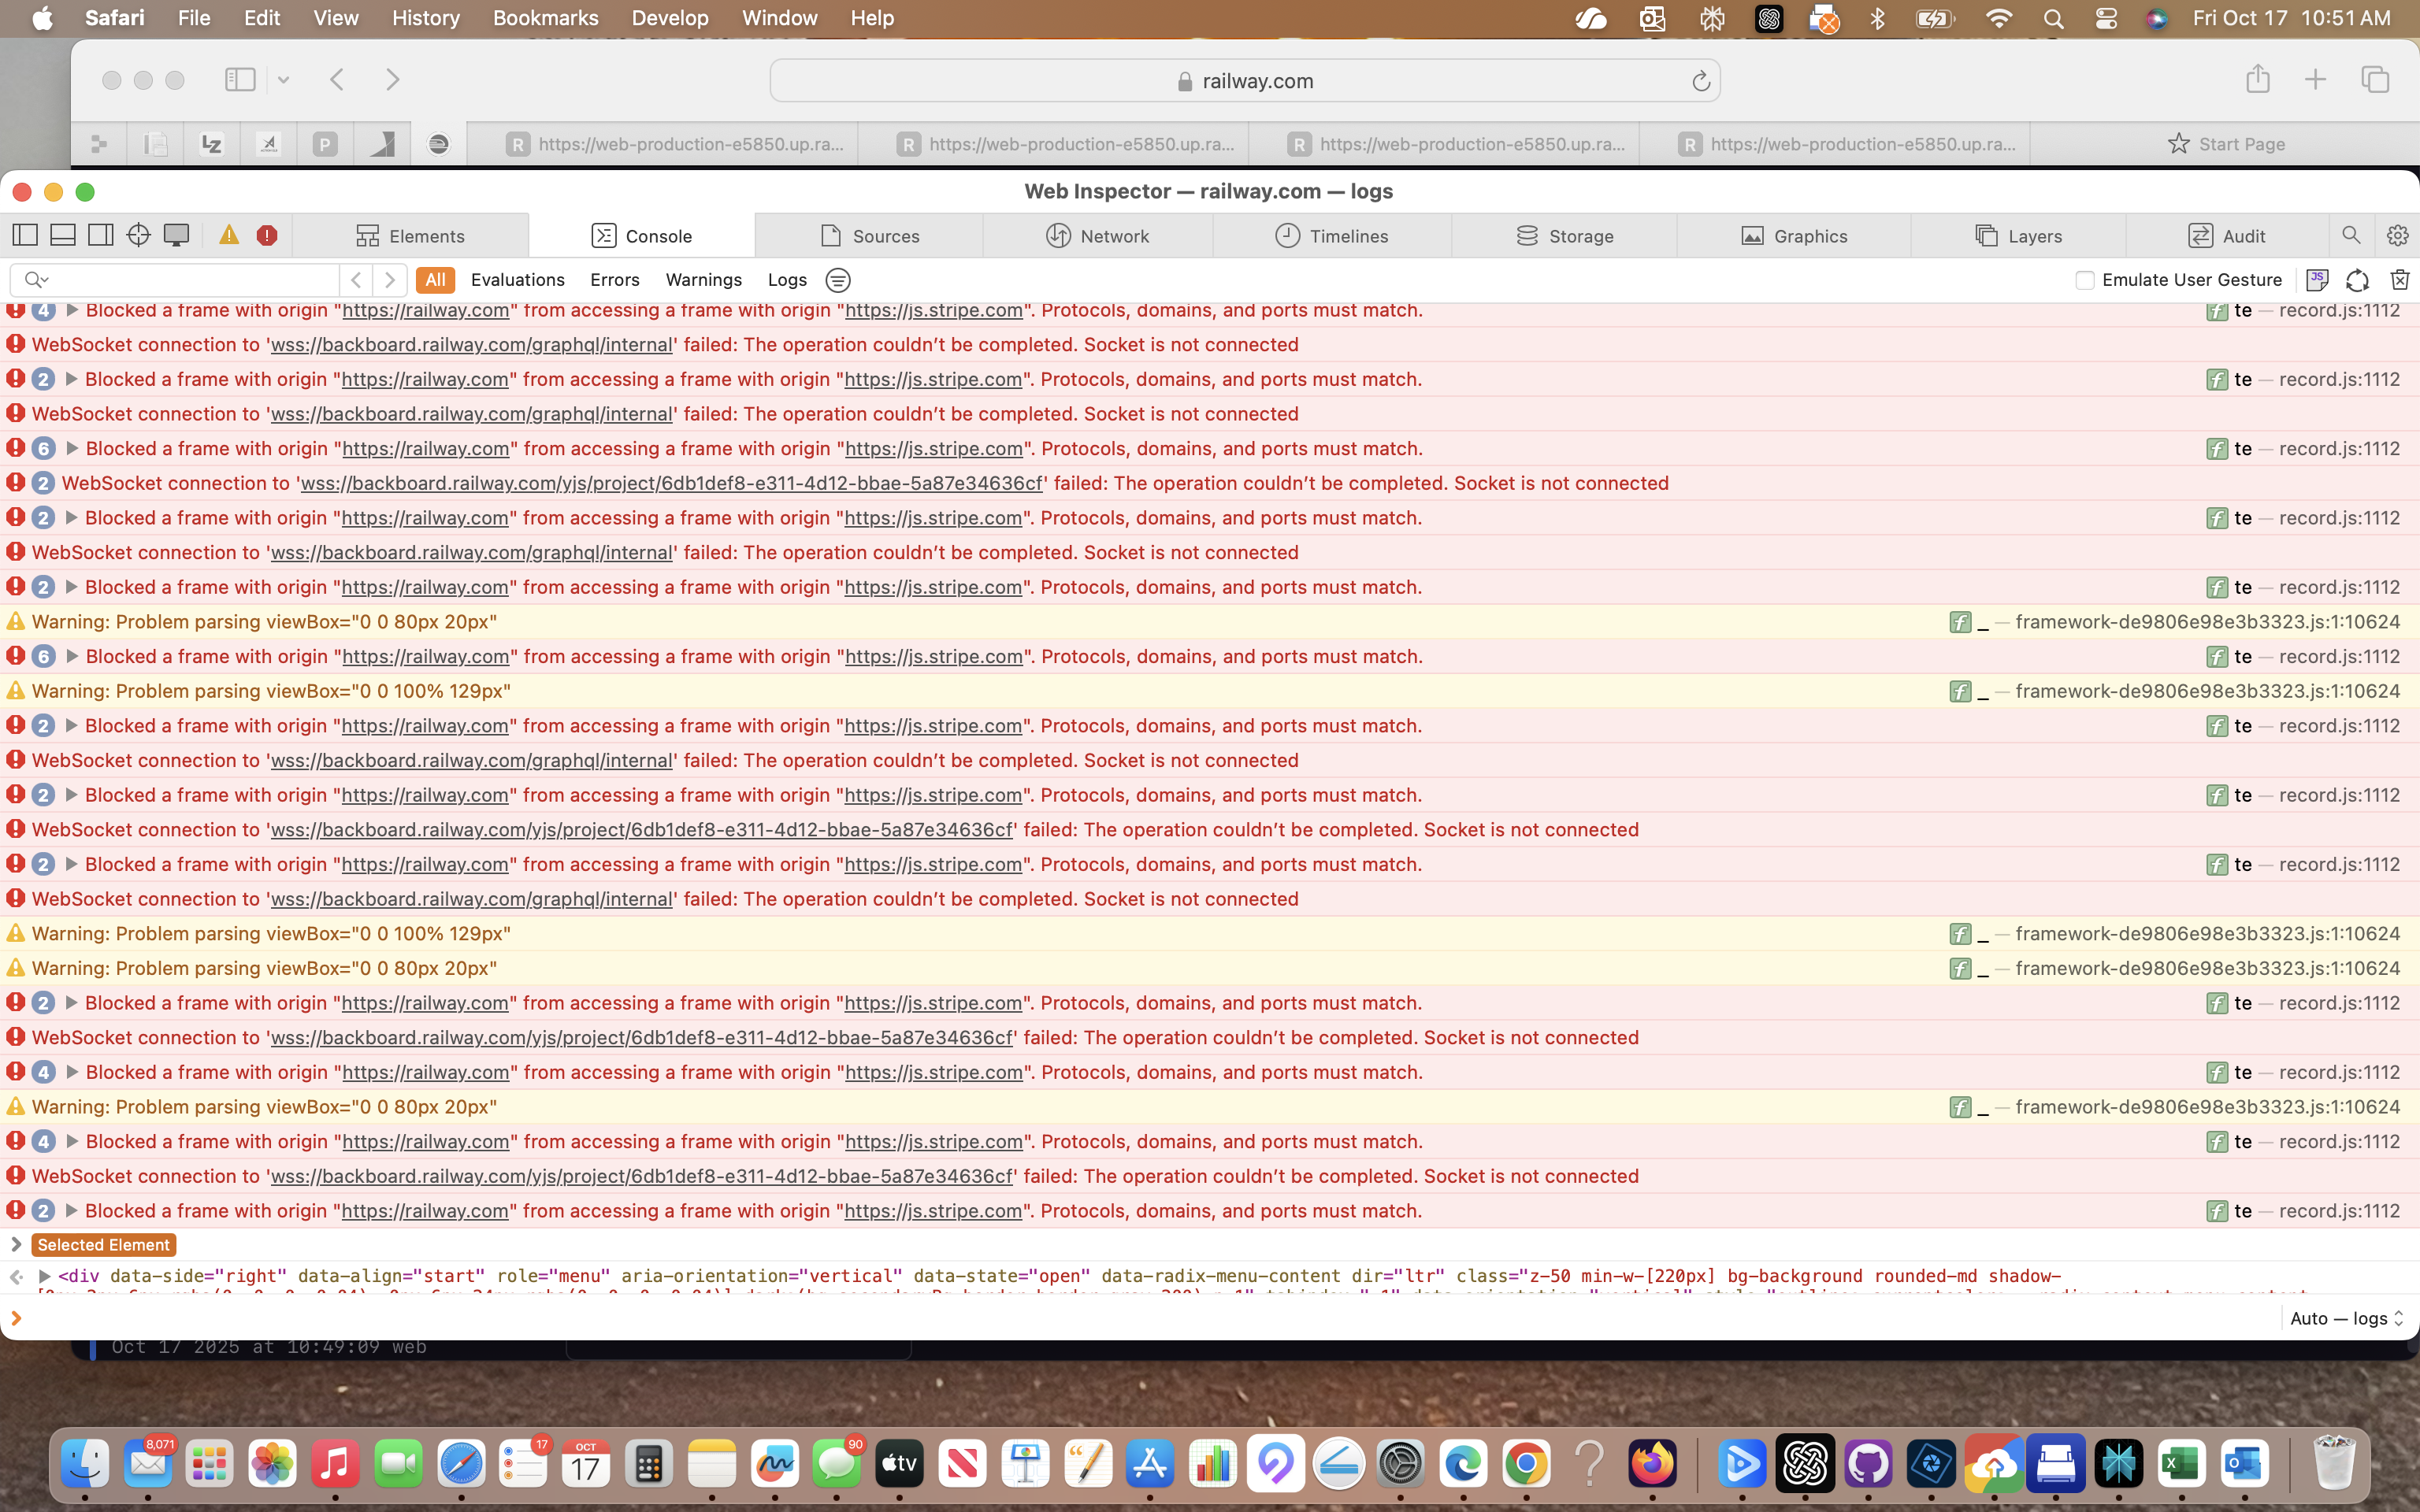 Safari File Edit View History Bookmarks Develop Window Help Fri Oct 17 10:51 AM
railway.com
https://web-production-e5850.up.ra... https://web-production-e5850.up.ra... https://web-production-e5850.up.ra... https://web-production-e5850.up.ra... Start Page
Web Inspector — railway.com — logs
Elements Console Sources Network Timelines Storage Graphics Layers Audit
All Evaluations Errors Warnings Logs Emulate User Gesture
4 Blocked a frame with origin "https://railway.com" from accessing a frame with origin "https://js.stripe.com". Protocols, domains, and ports must match. f te — record.js:1112
WebSocket connection to 'wss://backboard.railway.com/graphql/internal' failed: The operation couldn’t be completed. Socket is not connected
2 Blocked a frame with origin "https://railway.com" from accessing a frame with origin "https://js.stripe.com". Protocols, domains, and ports must match. f te — record.js:1112
WebSocket connection to 'wss://backboard.railway.com/graphql/internal' failed: The operation couldn’t be completed. Socket is not connected
6 Blocked a frame with origin "https://railway.com" from accessing a frame with origin "https://js.stripe.com". Protocols, domains, and ports must match. f te — record.js:1112
2 WebSocket connection to 'wss://backboard.railway.com/yjs/project/6db1def8-e311-4d12-bbae-5a87e34636cf' failed: The operation couldn’t be completed. Socket is not connected
2 Blocked a frame with origin "https://railway.com" from accessing a frame with origin "https://js.stripe.com". Protocols, domains, and ports must match. f te — record.js:1112
WebSocket connection to 'wss://backboard.railway.com/graphql/internal' failed: The operation couldn’t be completed. Socket is not connected
2 Blocked a frame with origin "https://railway.com" from accessing a frame with origin "https://js.stripe.com". Protocols, domains, and ports must match. f te — record.js:1112
Warning: Problem parsing viewBox="0 0 80px 20px" f _ — framework-de9806e98e3b3323.js:1:10624
6 Blocked a frame with origin "https://railway.com" from accessing a frame with origin "https://js.stripe.com". Protocols, domains, and ports must match. f te — record.js:1112
Warning: Problem parsing viewBox="0 0 100% 129px" f _ — framework-de9806e98e3b3323.js:1:10624
2 Blocked a frame with origin "https://railway.com" from accessing a frame with origin "https://js.stripe.com". Protocols, domains, and ports must match. f te — record.js:1112
WebSocket connection to 'wss://backboard.railway.com/graphql/internal' failed: The operation couldn’t be completed. Socket is not connected
2 Blocked a frame with origin "https://railway.com" from accessing a frame with origin "https://js.stripe.com". Protocols, domains, and ports must match. f te — record.js:1112
WebSocket connection to 'wss://backboard.railway.com/yjs/project/6db1def8-e311-4d12-bbae-5a87e34636cf' failed: The operation couldn’t be completed. Socket is not connected
2 Blocked a frame with origin "https://railway.com" from accessing a frame with origin "https://js.stripe.com". Protocols, domains, and ports must match. f te — record.js:1112
WebSocket connection to 'wss://backboard.railway.com/graphql/internal' failed: The operation couldn’t be completed. Socket is not connected
Warning: Problem parsing viewBox="0 0 100% 129px" f _ — framework-de9806e98e3b3323.js:1:10624
Warning: Problem parsing viewBox="0 0 80px 20px" f _ — framework-de9806e98e3b3323.js:1:10624
2 Blocked a frame with origin "https://railway.com" from accessing a frame with origin "https://js.stripe.com". Protocols, domains, and ports must match. f te — record.js:1112
WebSocket connection to 'wss://backboard.railway.com/yjs/project/6db1def8-e311-4d12-bbae-5a87e34636cf' failed: The operation couldn’t be completed. Socket is not connected
4 Blocked a frame with origin "https://railway.com" from accessing a frame with origin "https://js.stripe.com". Protocols, domains, and ports must match. f te — record.js:1112
Warning: Problem parsing viewBox="0 0 80px 20px" f _ — framework-de9806e98e3b3323.js:1:10624
4 Blocked a frame with origin "https://railway.com" from accessing a frame with origin "https://js.stripe.com". Protocols, domains, and ports must match. f te — record.js:1112
WebSocket connection to 'wss://backboard.railway.com/yjs/project/6db1def8-e311-4d12-bbae-5a87e34636cf' failed: The operation couldn’t be completed. Socket is not connected
2 Blocked a frame with origin "https://railway.com" from accessing a frame with origin "https://js.stripe.com". Protocols, domains, and ports must match. f te — record.js:1112
Selected Element
<div data-side="right" data-align="start" role="menu" aria-orientation="vertical" data-state="open" data-radix-menu-content dir="ltr" class="z-50 min-w-[220px] bg-background rounded-md shadow-
Auto — logs
Oct 17 2025 at 10:49:09 web
8,071 17 OCT 17 90 tv